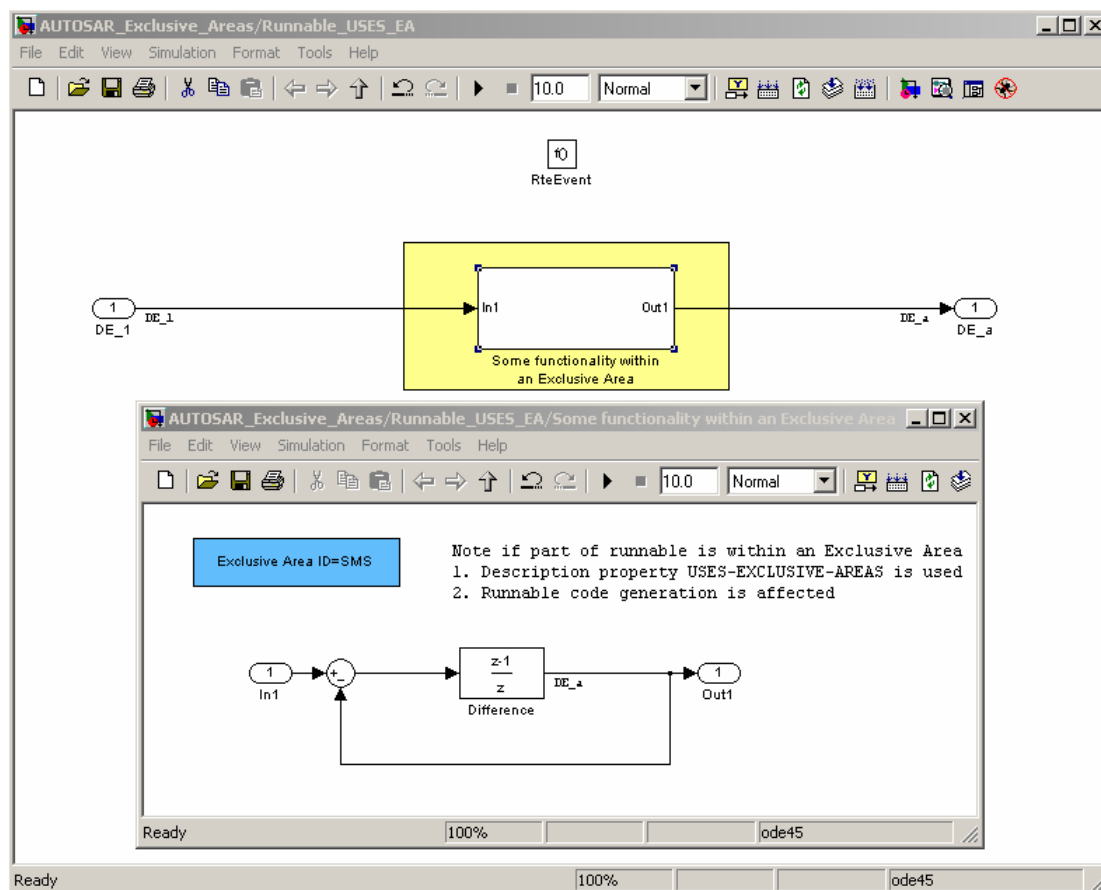 AUTOSAR_Exclusive_Areas/Runnable_USES_EA
File Edit View Simulation Format Tools Help
10.0 Normal
f()
RteEvent
1 DE_1 In1 Out1 DE_a 1
DE_1 DE_a
Some functionality within
an Exclusive Area
AUTOSAR_Exclusive_Areas/Runnable_USES_EA/Some functionality within an Exclusive Area
File Edit View Simulation Format Tools Help
10.0 Normal
Exclusive Area ID=SMS
Note if part of runnable is within an Exclusive Area
1. Description property USES-EXCLUSIVE-AREAS is used
2. Runnable code generation is affected
z-1
1 + - z DE_a 1
In1 Difference Out1
Ready 100% ode45
Ready 100% ode45